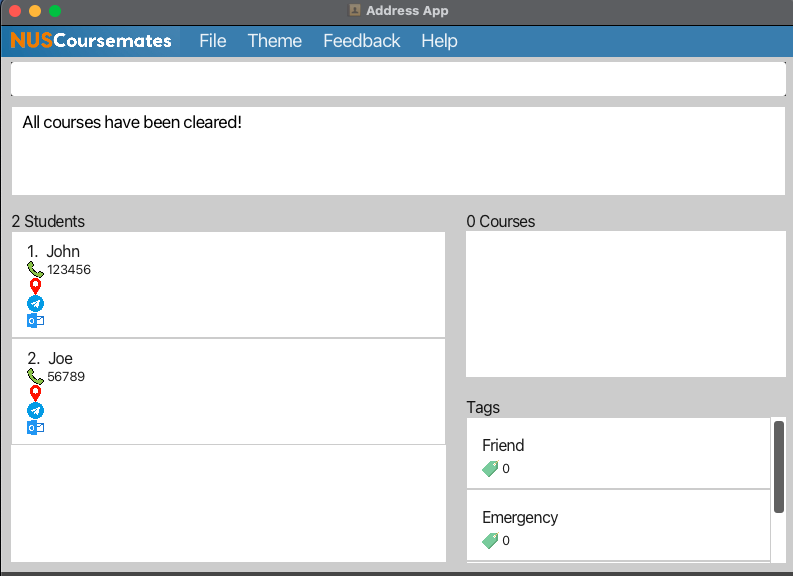 Address App
NUSCoursemates File Theme Feedback Help
All courses have been cleared!
2 Students
1. John
123456
2. Joe
56789
0 Courses
Tags
Friend
0
Emergency
0